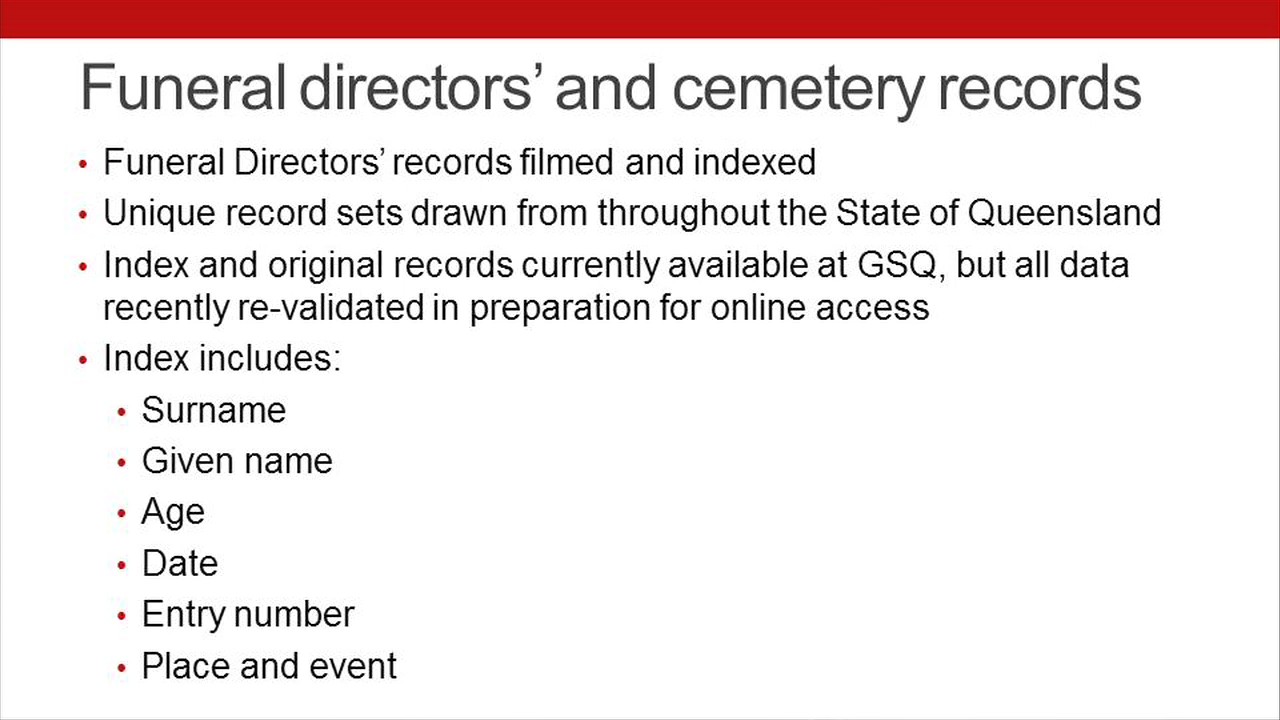 Funeral directors’ and cemetery records
• Funeral Directors’ records filmed and indexed
• Unique record sets drawn from throughout the State of Queensland
• Index and original records currently available at GSQ, but all data
recently re-validated in preparation for online access
• Index includes:
• Surname
• Given name
• Age
• Date
• Entry number
• Place and event